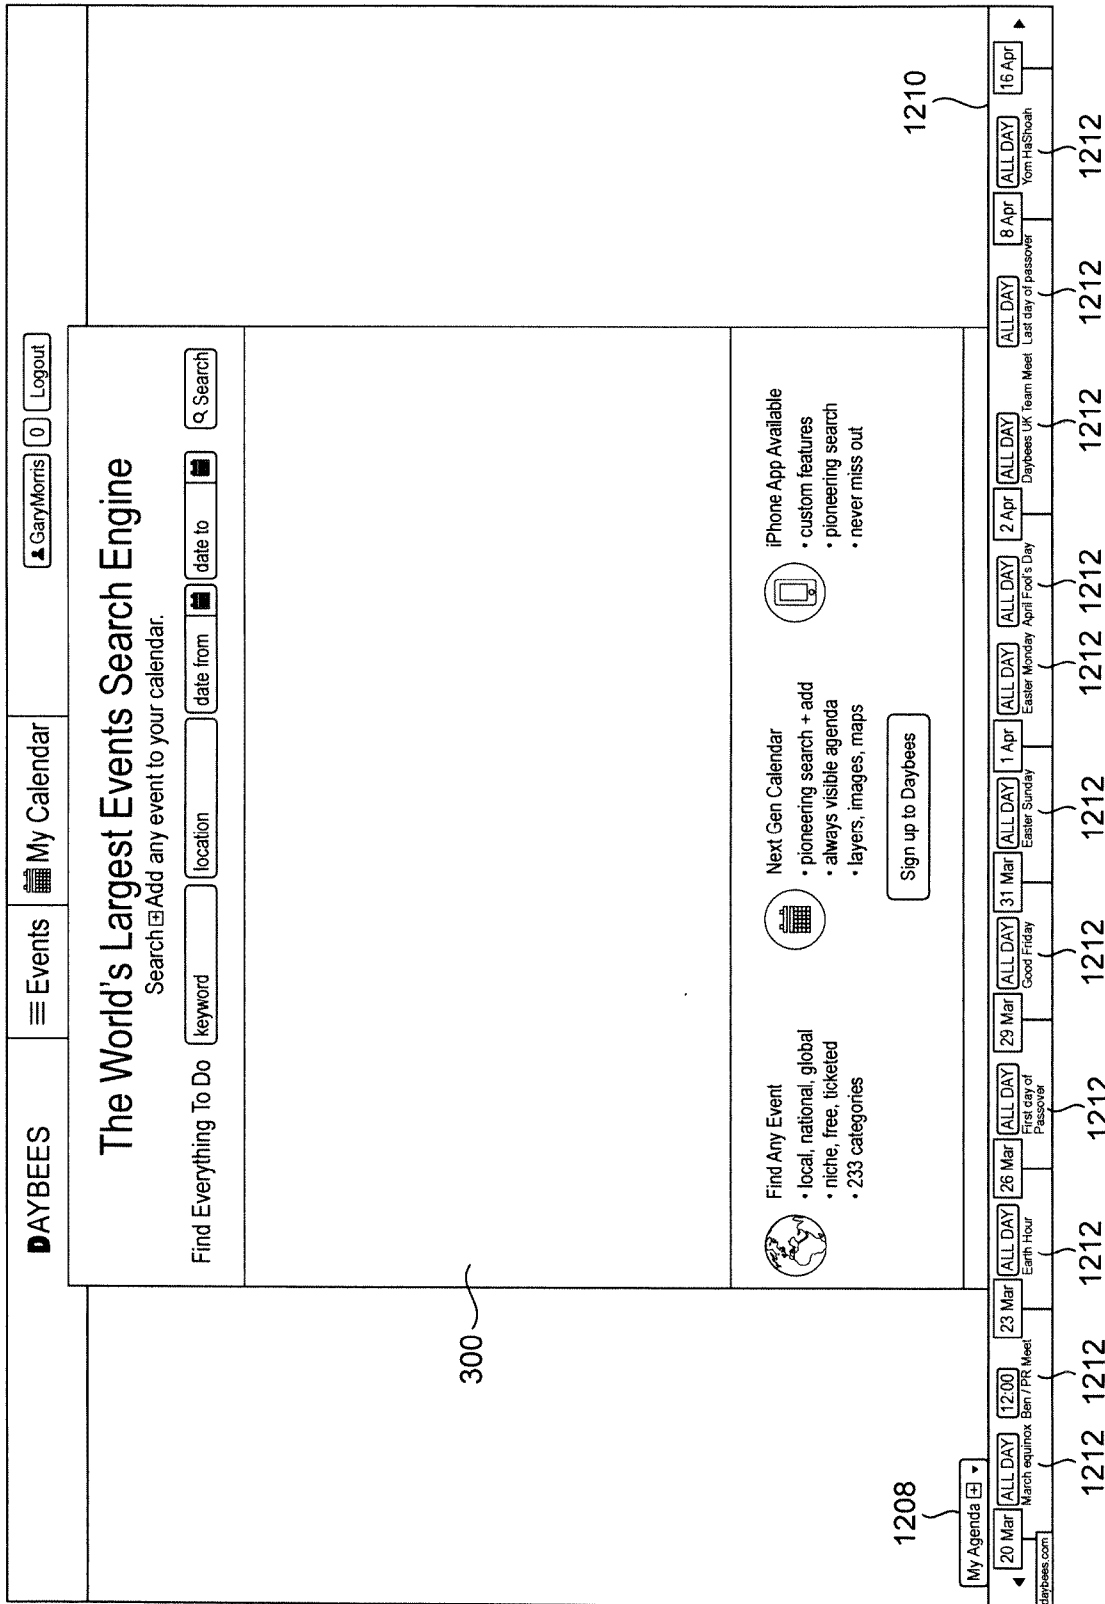 DAYBEES
Events
My Calendar
GaryMorris
0
Logout
The World's Largest Events Search Engine
Search + Add any event to your calendar.
Find Everything To Do
keyword
location
date from
date to
Search
300
Find Any Event
• local, national, global
• niche, free, ticketed
• 233 categories
Next Gen Calendar
• pioneering search + add
• always visible agenda
• layers, images, maps
iPhone App Available
• custom features
• pioneering search
• never miss out
Sign up to Daybees
1208
1210
My Agenda +
20 Mar
ALL DAY
March equinox
12:00
Ben / PR Meet
23 Mar
ALL DAY
Earth Hour
26 Mar
ALL DAY
First day of
Passover
29 Mar
ALL DAY
Good Friday
31 Mar
ALL DAY
Easter Sunday
1 Apr
ALL DAY
Easter Monday
ALL DAY
April Fool's Day
2 Apr
ALL DAY
Daybees UK Team Meet
ALL DAY
Last day of passover
8 Apr
ALL DAY
Yom HaShoah
16 Apr
daybees.com
1212
1212
1212
1212
1212
1212
1212
1212
1212
1212
1212